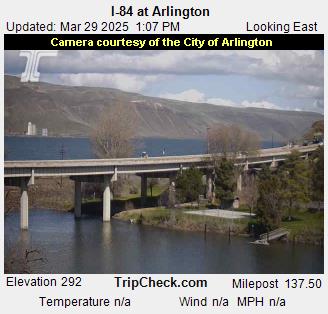 I-84 at Arlington
Updated: Mar 29 2025 1:07 PM Looking East
Camera courtesy of the City of Arlington
Elevation 292 TripCheck.com Milepost 137.50
Temperature n/a Wind n/a MPH n/a